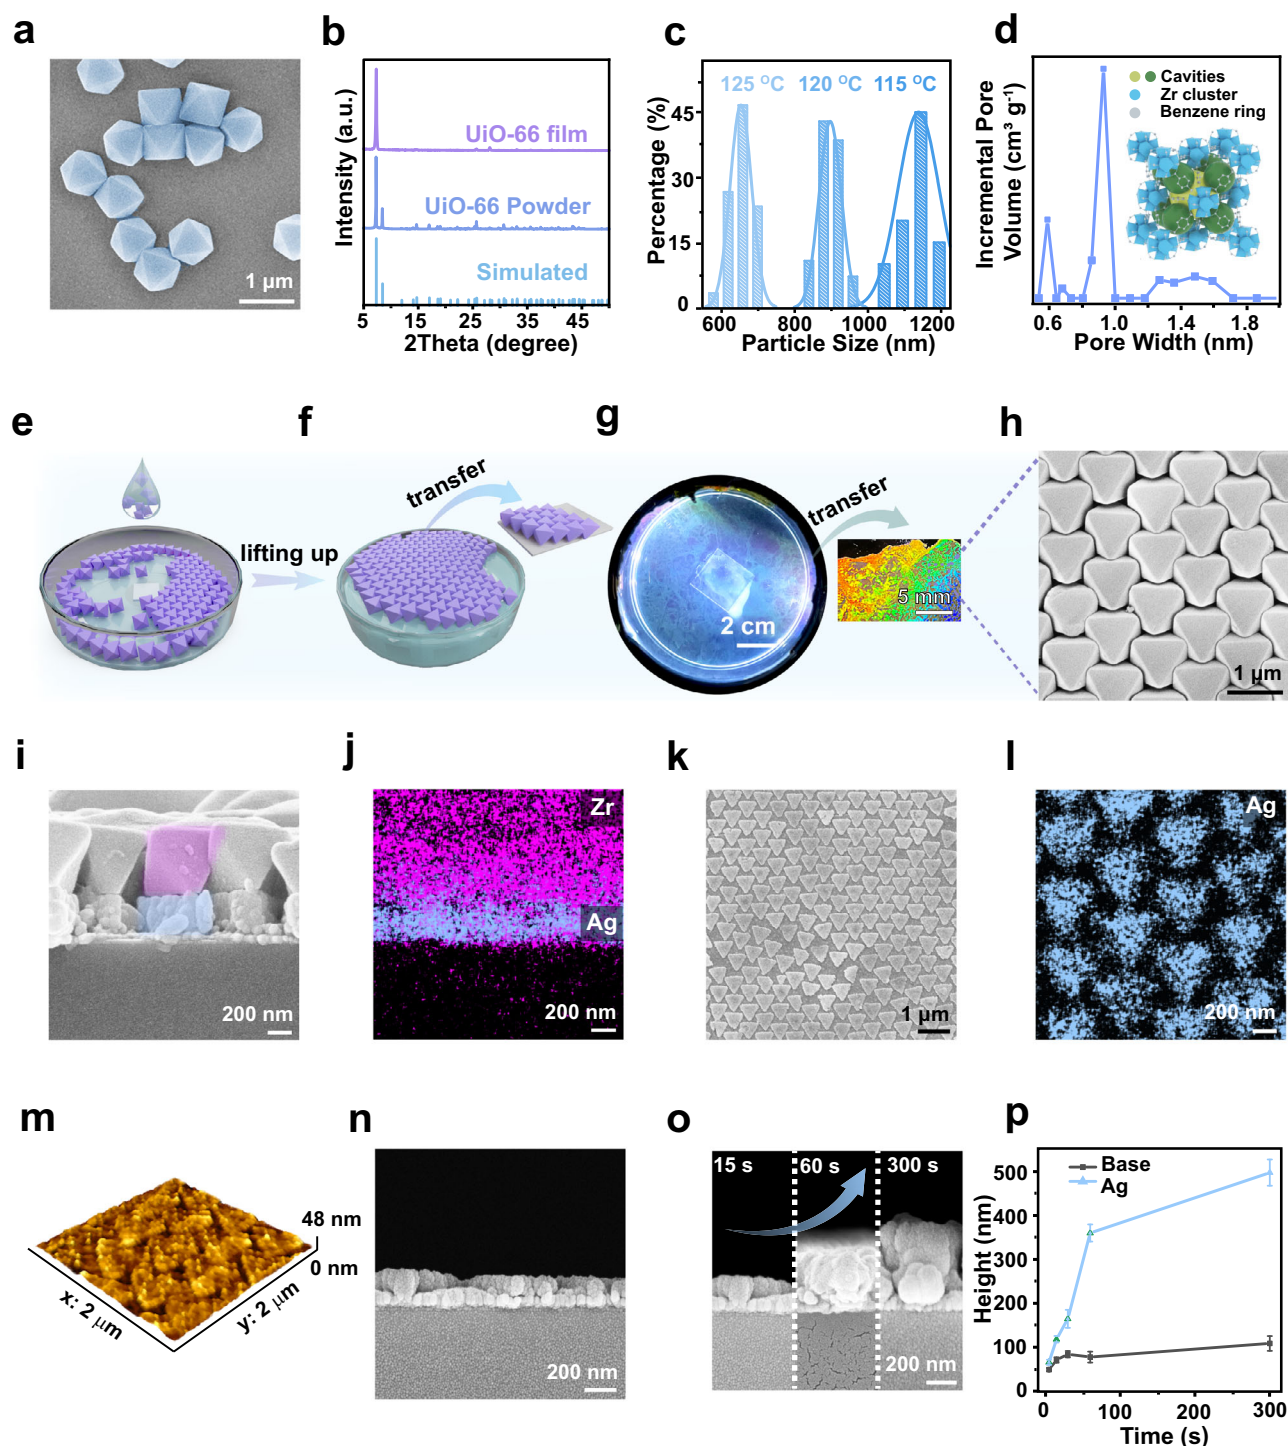 a
1 µm
b
Intensity (a.u.)
UiO-66 film
UiO-66 Powder
Simulated
5 15 25 35 45
2Theta (degree)
c
Percentage (%)
45
30
15
0
125 °C 120 °C 115 °C
600 800 1000 1200
Particle Size (nm)
d
Incremental Pore
Volume (cm³ g⁻¹)
Cavities
Zr cluster
Benzene ring
0.6 1.0 1.4 1.8
Pore Width (nm)
e
lifting up
f
transfer
g
2 cm
transfer
5 mm
h
1 µm
i
200 nm
j
Zr
Ag
200 nm
k
1 µm
l
Ag
200 nm
m
48 nm
0 nm
x: 2 µm
y: 2 µm
n
200 nm
o
15 s 60 s 300 s
200 nm
p
Height (nm)
500
400
300
200
100
0
Base
Ag
0 100 200 300
Time (s)